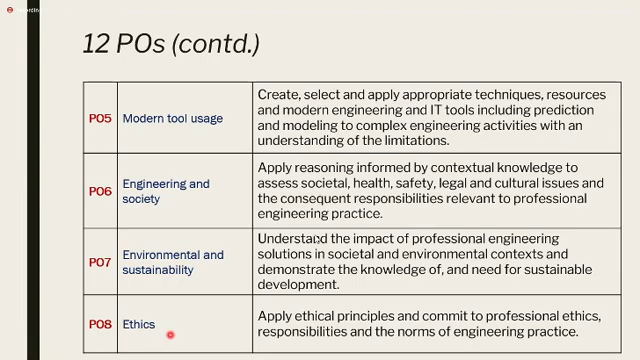 recording
12 POs (contd.)
PO5
Modern tool usage
Create, select and apply appropriate techniques, resources
and modern engineering and IT tools including prediction
and modeling to complex engineering activities with an
understanding of the limitations.
PO6
Engineering and
society
Apply reasoning informed by contextual knowledge to
assess societal, health, safety, legal and cultural issues and
the consequent responsibilities relevant to professional
engineering practice.
PO7
Environmental and
sustainability
Understand the impact of professional engineering
solutions in societal and environmental contexts and
demonstrate the knowledge of, and need for sustainable
development.
PO8
Ethics
Apply ethical principles and commit to professional ethics,
responsibilities and the norms of engineering practice.